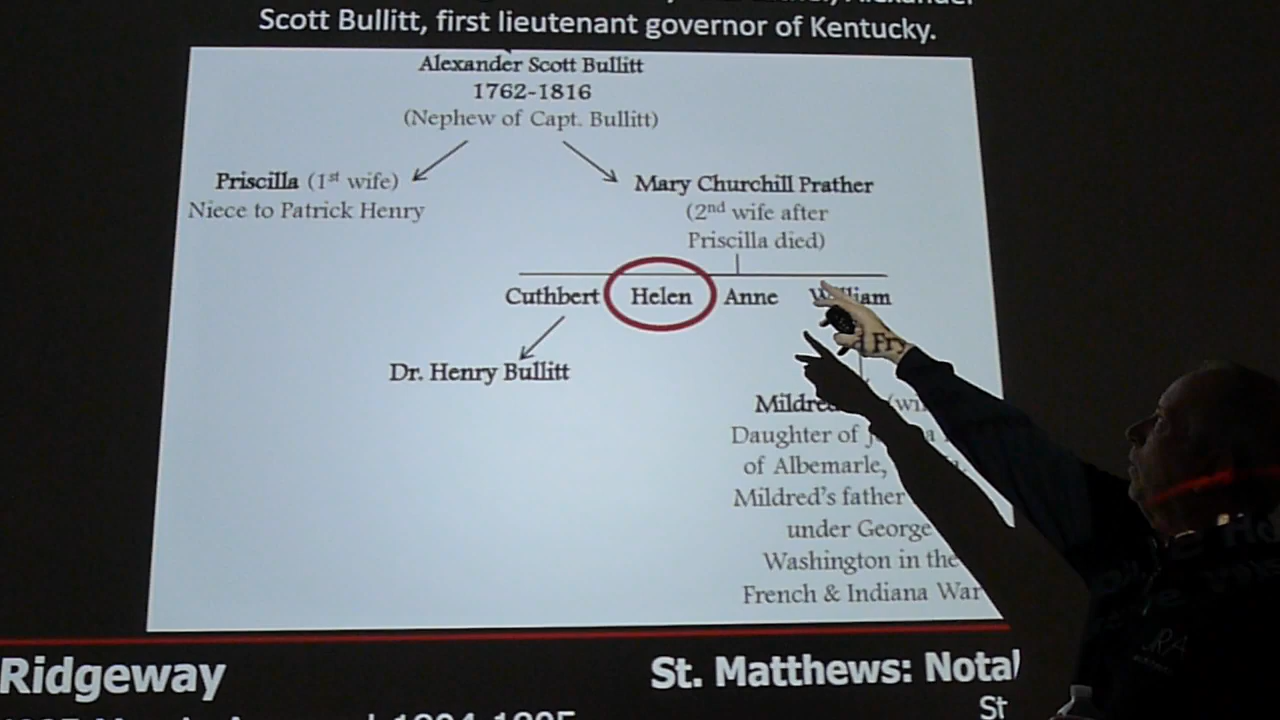 Scott Bullitt, first lieutenant governor of Kentucky.
Alexander Scott Bullitt
1762-1816
(Nephew of Capt. Bullitt)
Priscilla (1st wife)
Niece to Patrick Henry
Mary Churchill Prather
(2nd wife after
Priscilla died)
Cuthbert Helen Anne William
Fry
Dr. Henry Bullitt
Daughter of
of Albemarle,
Mildred's father
under George
Washington in the
French & Indiana War
Ridgeway
St. Matthews:
St